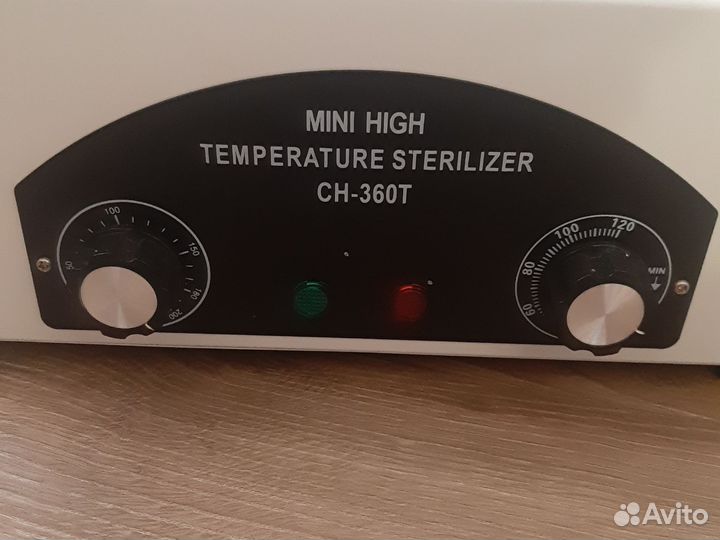 MINI HIGH
TEMPERATURE STERILIZER
CH-360T
50
100
150
180
200
60
80
100
120
MIN
Avito